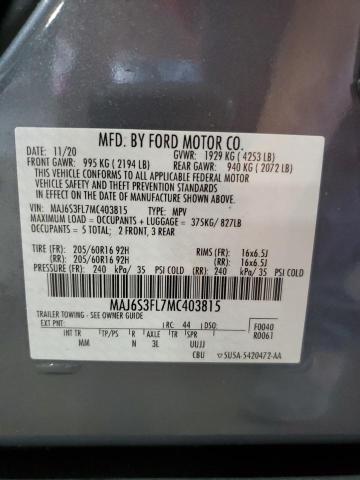 MFD. BY FORD MOTOR CO.
DATE: 11/20 GVWR: 1929 KG ( 4253 LB)
FRONT GAWR: 995 KG ( 2194 LB) REAR GAWR: 940 KG ( 2072 LB)
THIS VEHICLE CONFORMS TO ALL APPLICABLE FEDERAL MOTOR
VEHICLE SAFETY AND THEFT PREVENTION STANDARDS IN EFFECT ON THE DATE OF
MANUFACTURE SHOWN ABOVE.
VIN: MAJ6S3FL7MC403815 TYPE: MPV
MAXIMUM LOAD = OCCUPANTS + LUGGAGE = 375KG/ 827LB
OCCUPANTS = 5 TOTAL: 2 FRONT, 3 REAR
TIRE (FR): 205/60R16 92H RIMS (FR): 16x6.5J
(RR): 205/60R16 92H (RR): 16x6.5J
PRESSURE (FR): 240 kPa/ 35 PSI COLD (RR): 240 kPa/ 35 PSI COLD
MAJ6S3FL7MC403815
TRAILER TOWING - SEE OWNER GUIDE
EXT PNT: RC: 44 DSO: F0040
INT TR TP/PS R AXLE TR SPR R0061
MM N 3L UUJJ
CBU 5U5A-5420472-AA